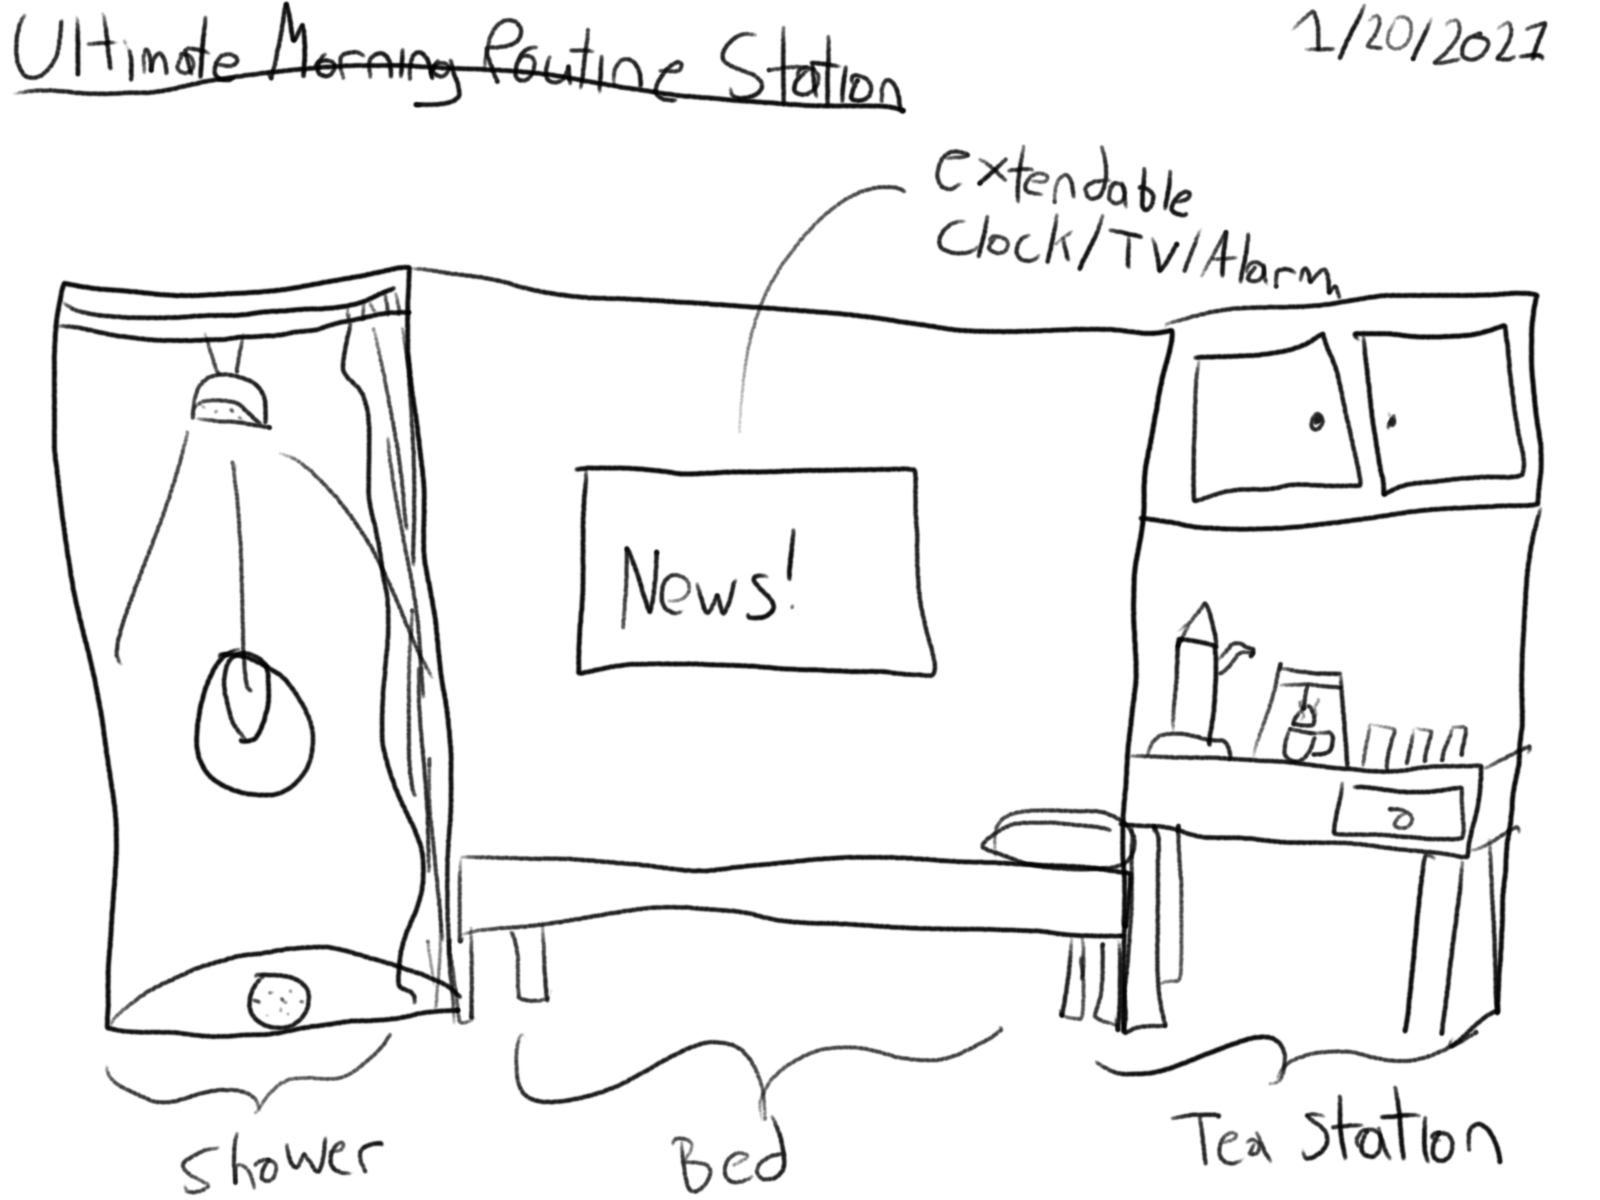 Ultimate Morning Routine Station
1/20/2021
extendable
Clock/TV/Alarm
News!
Shower
Bed
Tea Station